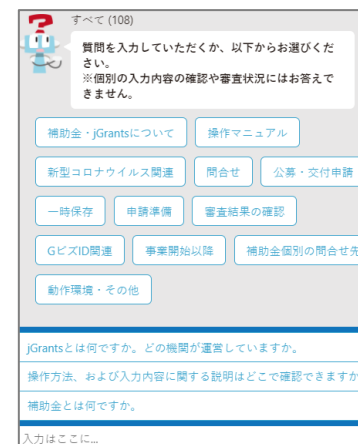 すべて (108)
質問を入力していただくか、以下からお選びくだ
さい。
※個別の入力内容の確認や審査状況にはお答えで
きません。
補助金・jGrantsについて
操作マニュアル
新型コロナウイルス関連
問合せ
公募・交付申請
一時保存
申請準備
審査結果の確認
GビズID関連
事業開始以降
補助金個別の問合せ先
動作環境・その他
jGrantsとは何ですか。どの機関が運営していますか。
操作方法、および入力内容に関する説明はどこで確認できますか
補助金とは何ですか。
入力はここに...